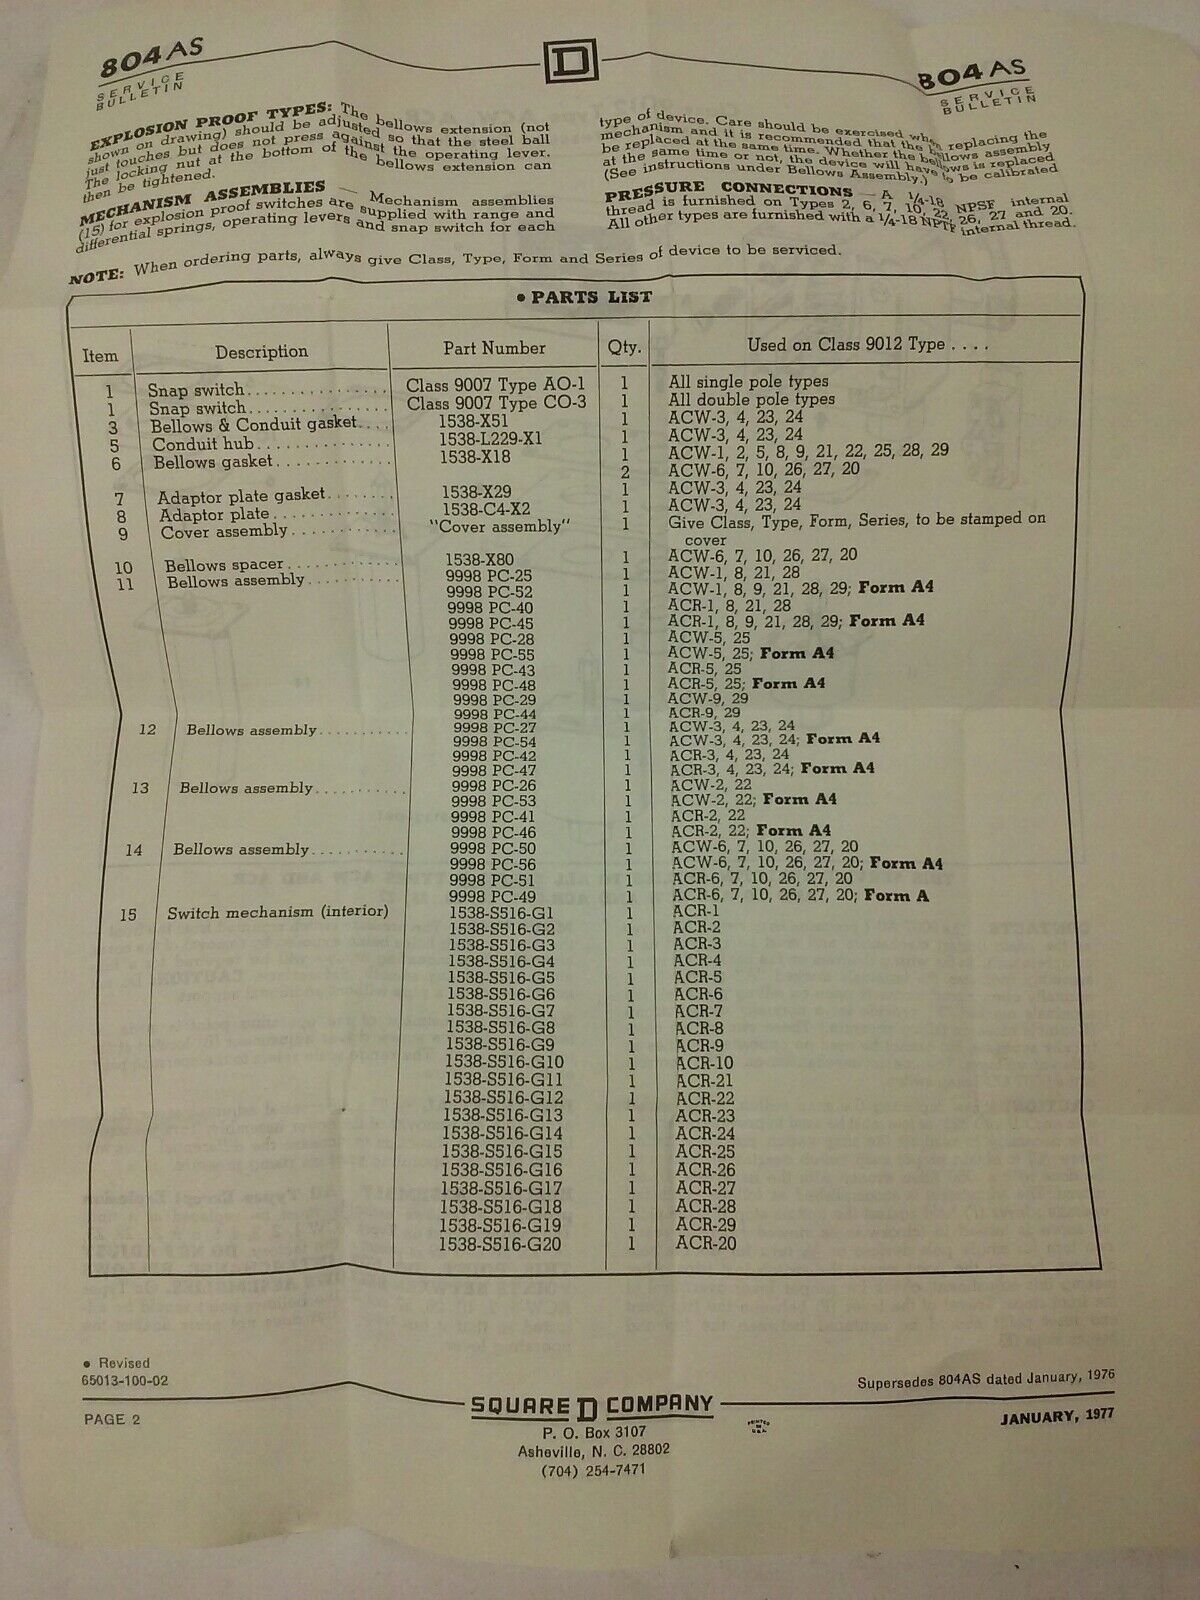 804 AS
SERVICE
BULLETIN
D
804 AS
SERVICE
BULLETIN
EXPLOSION PROOF TYPES: The bellows extension (not
shown on drawing) should be adjusted so that the steel ball
just touches but does not press against the operating lever.
The locking nut at the bottom of the bellows extension can
then be tightened.
MECHANISM ASSEMBLIES — Mechanism assemblies
(15) for explosion proof switches are supplied with range and
differential springs, operating levers and snap switch for each
type of device. Care should be exercised when replacing the
mechanism and it is recommended that the bellows assembly
be replaced at the same time. Whether the bellows is replaced
at the same time or not, the device will have to be calibrated
(See instructions under Bellows Assembly.)
PRESSURE CONNECTIONS — A 1/4-18 NPSF internal
thread is furnished on Types 2, 6, 7, 10, 22, 26, 27 and 20.
All other types are furnished with a 1/4-18 NPTF internal thread.
NOTE: When ordering parts, always give Class, Type, Form and Series of device to be serviced.
• PARTS LIST
Item Description Part Number Qty. Used on Class 9012 Type . . . .
1 Snap switch Class 9007 Type AO-1 1 All single pole types
1 Snap switch Class 9007 Type CO-3 1 All double pole types
3 Bellows & Conduit gasket 1538-X51 1 ACW-3, 4, 23, 24
5 Conduit hub 1538-L229-X1 1 ACW-3, 4, 23, 24
6 Bellows gasket 1538-X18 1 ACW-1, 2, 5, 8, 9, 21, 22, 25, 28, 29
2 ACW-6, 7, 10, 26, 27, 20
7 Adaptor plate gasket 1538-X29 1 ACW-3, 4, 23, 24
8 Adaptor plate 1538-C4-X2 1 ACW-3, 4, 23, 24
9 Cover assembly "Cover assembly" 1 Give Class, Type, Form, Series, to be stamped on
cover
10 Bellows spacer 1538-X80 1 ACW-6, 7, 10, 26, 27, 20
11 Bellows assembly 9998 PC-25 1 ACW-1, 8, 21, 28
9998 PC-52 1 ACW-1, 8, 9, 21, 28, 29; Form A4
9998 PC-40 1 ACR-1, 8, 21, 28
9998 PC-45 1 ACR-1, 8, 9, 21, 28, 29; Form A4
9998 PC-28 1 ACW-5, 25
9998 PC-55 1 ACW-5, 25; Form A4
9998 PC-43 1 ACR-5, 25
9998 PC-48 1 ACR-5, 25; Form A4
9998 PC-29 1 ACW-9, 29
9998 PC-44 1 ACR-9, 29
12 Bellows assembly 9998 PC-27 1 ACW-3, 4, 23, 24
9998 PC-54 1 ACW-3, 4, 23, 24; Form A4
9998 PC-42 1 ACR-3, 4, 23, 24
9998 PC-47 1 ACR-3, 4, 23, 24; Form A4
13 Bellows assembly 9998 PC-26 1 ACW-2, 22
9998 PC-53 1 ACW-2, 22; Form A4
9998 PC-41 1 ACR-2, 22
9998 PC-46 1 ACR-2, 22; Form A4
14 Bellows assembly 9998 PC-50 1 ACW-6, 7, 10, 26, 27, 20
9998 PC-56 1 ACW-6, 7, 10, 26, 27, 20; Form A4
9998 PC-51 1 ACR-6, 7, 10, 26, 27, 20
9998 PC-49 1 ACR-6, 7, 10, 26, 27, 20; Form A
15 Switch mechanism (interior) 1538-S516-G1 1 ACR-1
1538-S516-G2 1 ACR-2
1538-S516-G3 1 ACR-3
1538-S516-G4 1 ACR-4
1538-S516-G5 1 ACR-5
1538-S516-G6 1 ACR-6
1538-S516-G7 1 ACR-7
1538-S516-G8 1 ACR-8
1538-S516-G9 1 ACR-9
1538-S516-G10 1 ACR-10
1538-S516-G11 1 ACR-21
1538-S516-G12 1 ACR-22
1538-S516-G13 1 ACR-23
1538-S516-G14 1 ACR-24
1538-S516-G15 1 ACR-25
1538-S516-G16 1 ACR-26
1538-S516-G17 1 ACR-27
1538-S516-G18 1 ACR-28
1538-S516-G19 1 ACR-29
1538-S516-G20 1 ACR-20
• Revised
65013-100-02
Supersedes 804AS dated January, 1976
PAGE 2
SQUARE D COMPANY
PRINTED
IN
U.S.A.
JANUARY, 1977
P. O. Box 3107
Asheville, N. C. 28802
(704) 254-7471